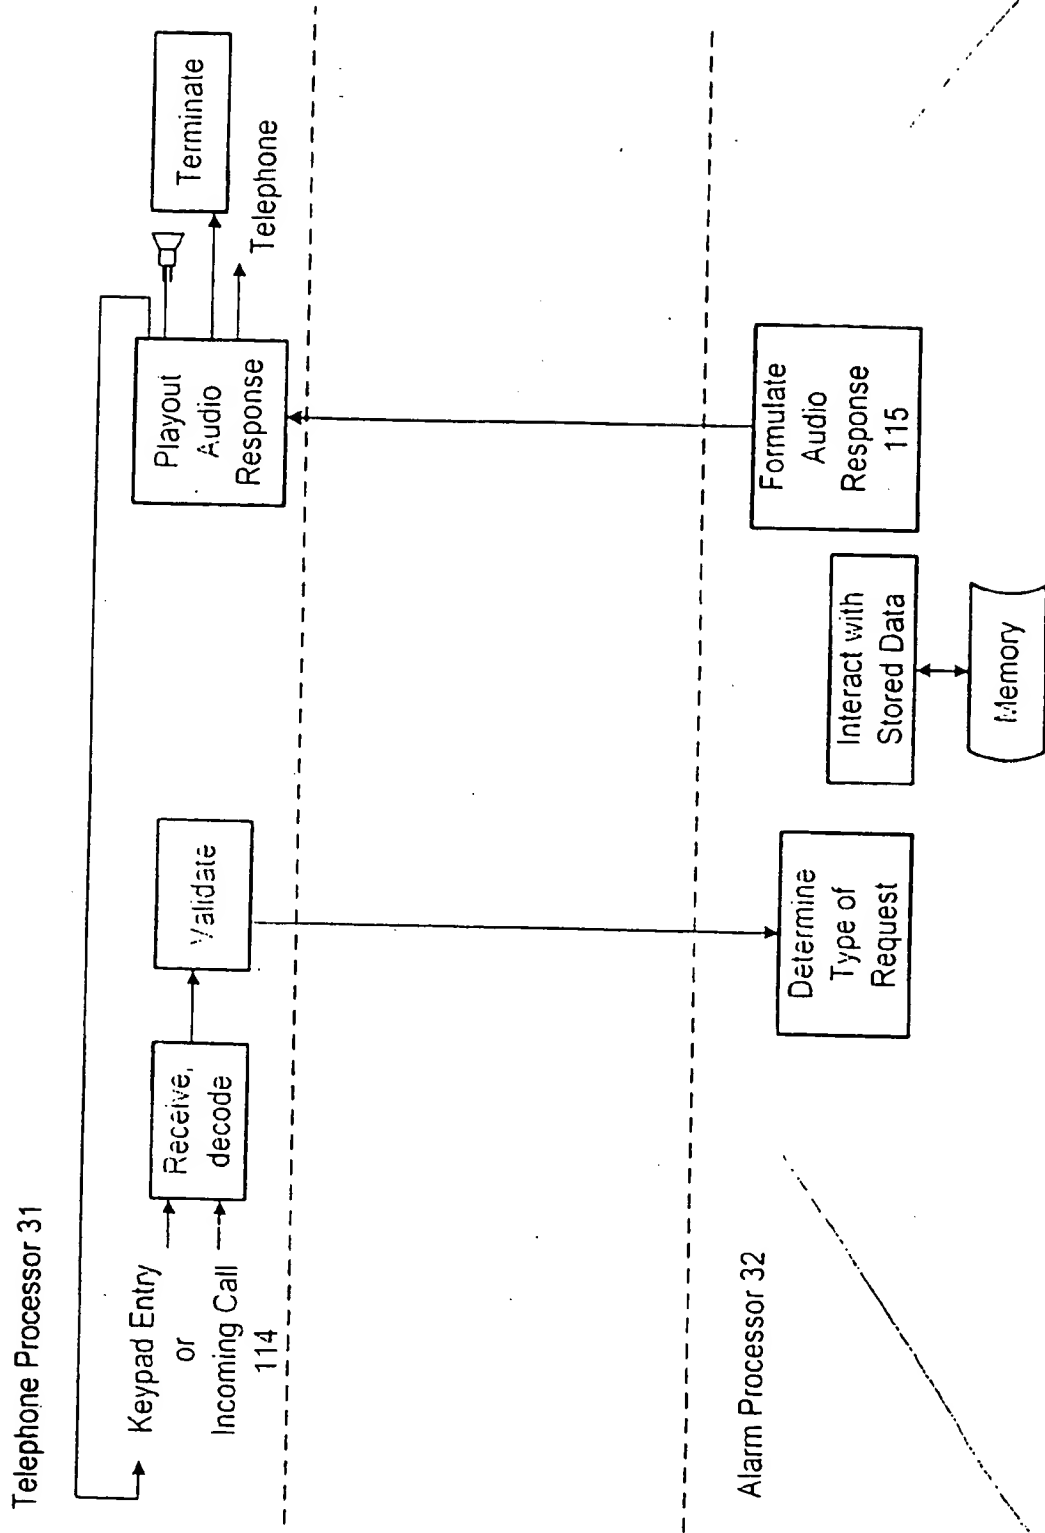 Telephone Processor 31
Keypad Entry
or
Incoming Call
114
Receive,
decode
Validate
Playout
Audio
Response
Terminate
Telephone
Alarm Processor 32
Determine
Type of
Request
Interact with
Stored Data
Memory
Formulate
Audio
Response
115